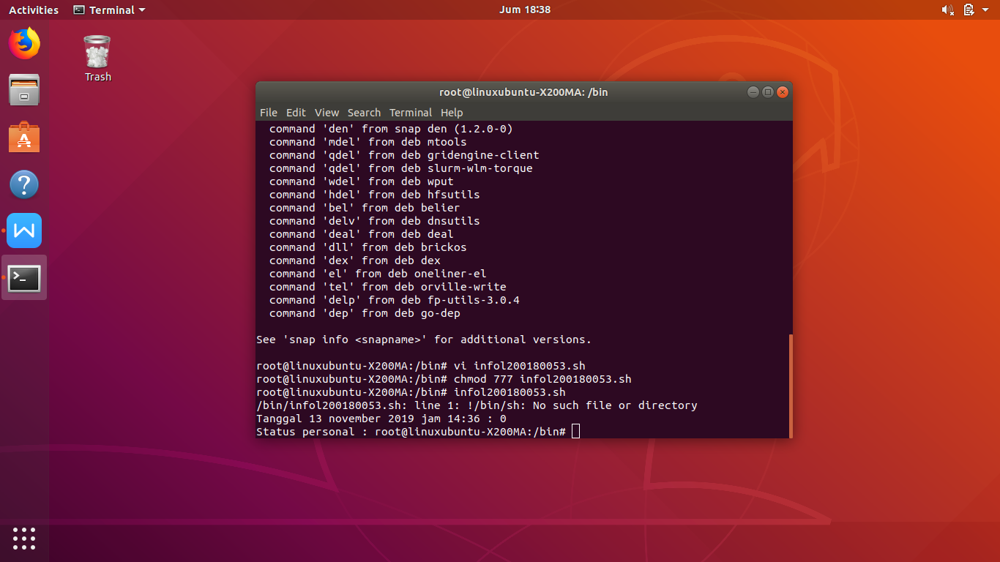 Activities Terminal Jum 18:38
Trash
root@linuxubuntu-X200MA: /bin
File Edit View Search Terminal Help
command 'den' from snap den (1.2.0-0)
command 'mdel' from deb mtools
command 'qdel' from deb gridengine-client
command 'qdel' from deb slurm-wlm-torque
command 'wdel' from deb wput
command 'hdel' from deb hfsutils
command 'bel' from deb belier
command 'delv' from deb dnsutils
command 'deal' from deb deal
command 'dll' from deb brickos
command 'dex' from deb dex
command 'el' from deb oneliner-el
command 'tel' from deb orville-write
command 'delp' from deb fp-utils-3.0.4
command 'dep' from deb go-dep
See 'snap info <snapname>' for additional versions.
root@linuxubuntu-X200MA:/bin# vi infol200180053.sh
root@linuxubuntu-X200MA:/bin# chmod 777 infol200180053.sh
root@linuxubuntu-X200MA:/bin# infol200180053.sh
/bin/infol200180053.sh: line 1: !/bin/sh: No such file or directory
Tanggal 13 november 2019 jam 14:36 : 0
Status personal : root@linuxubuntu-X200MA:/bin#